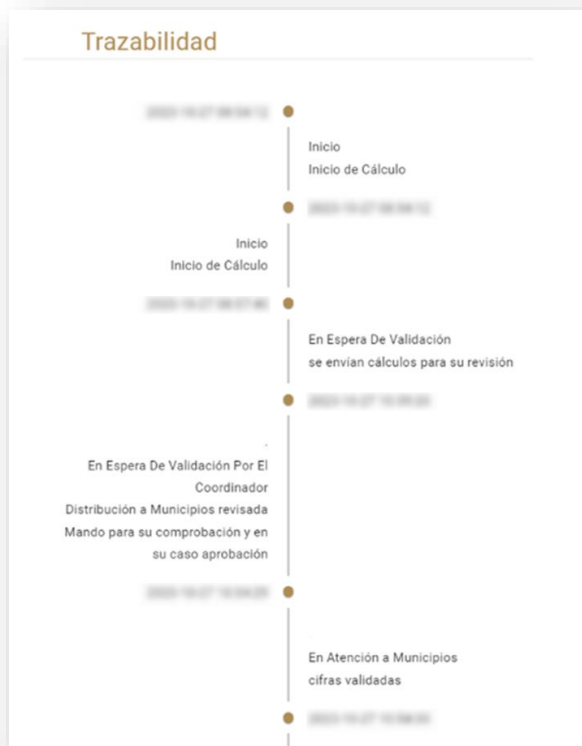 Trazabilidad
Inicio
Inicio de Cálculo
Inicio
Inicio de Cálculo
En Espera De Validación
se envían cálculos para su revisión
En Espera De Validación Por El
Coordinador
Distribución a Municipios revisada
Mando para su comprobación y en
su caso aprobación
En Atención a Municipios
cifras validadas